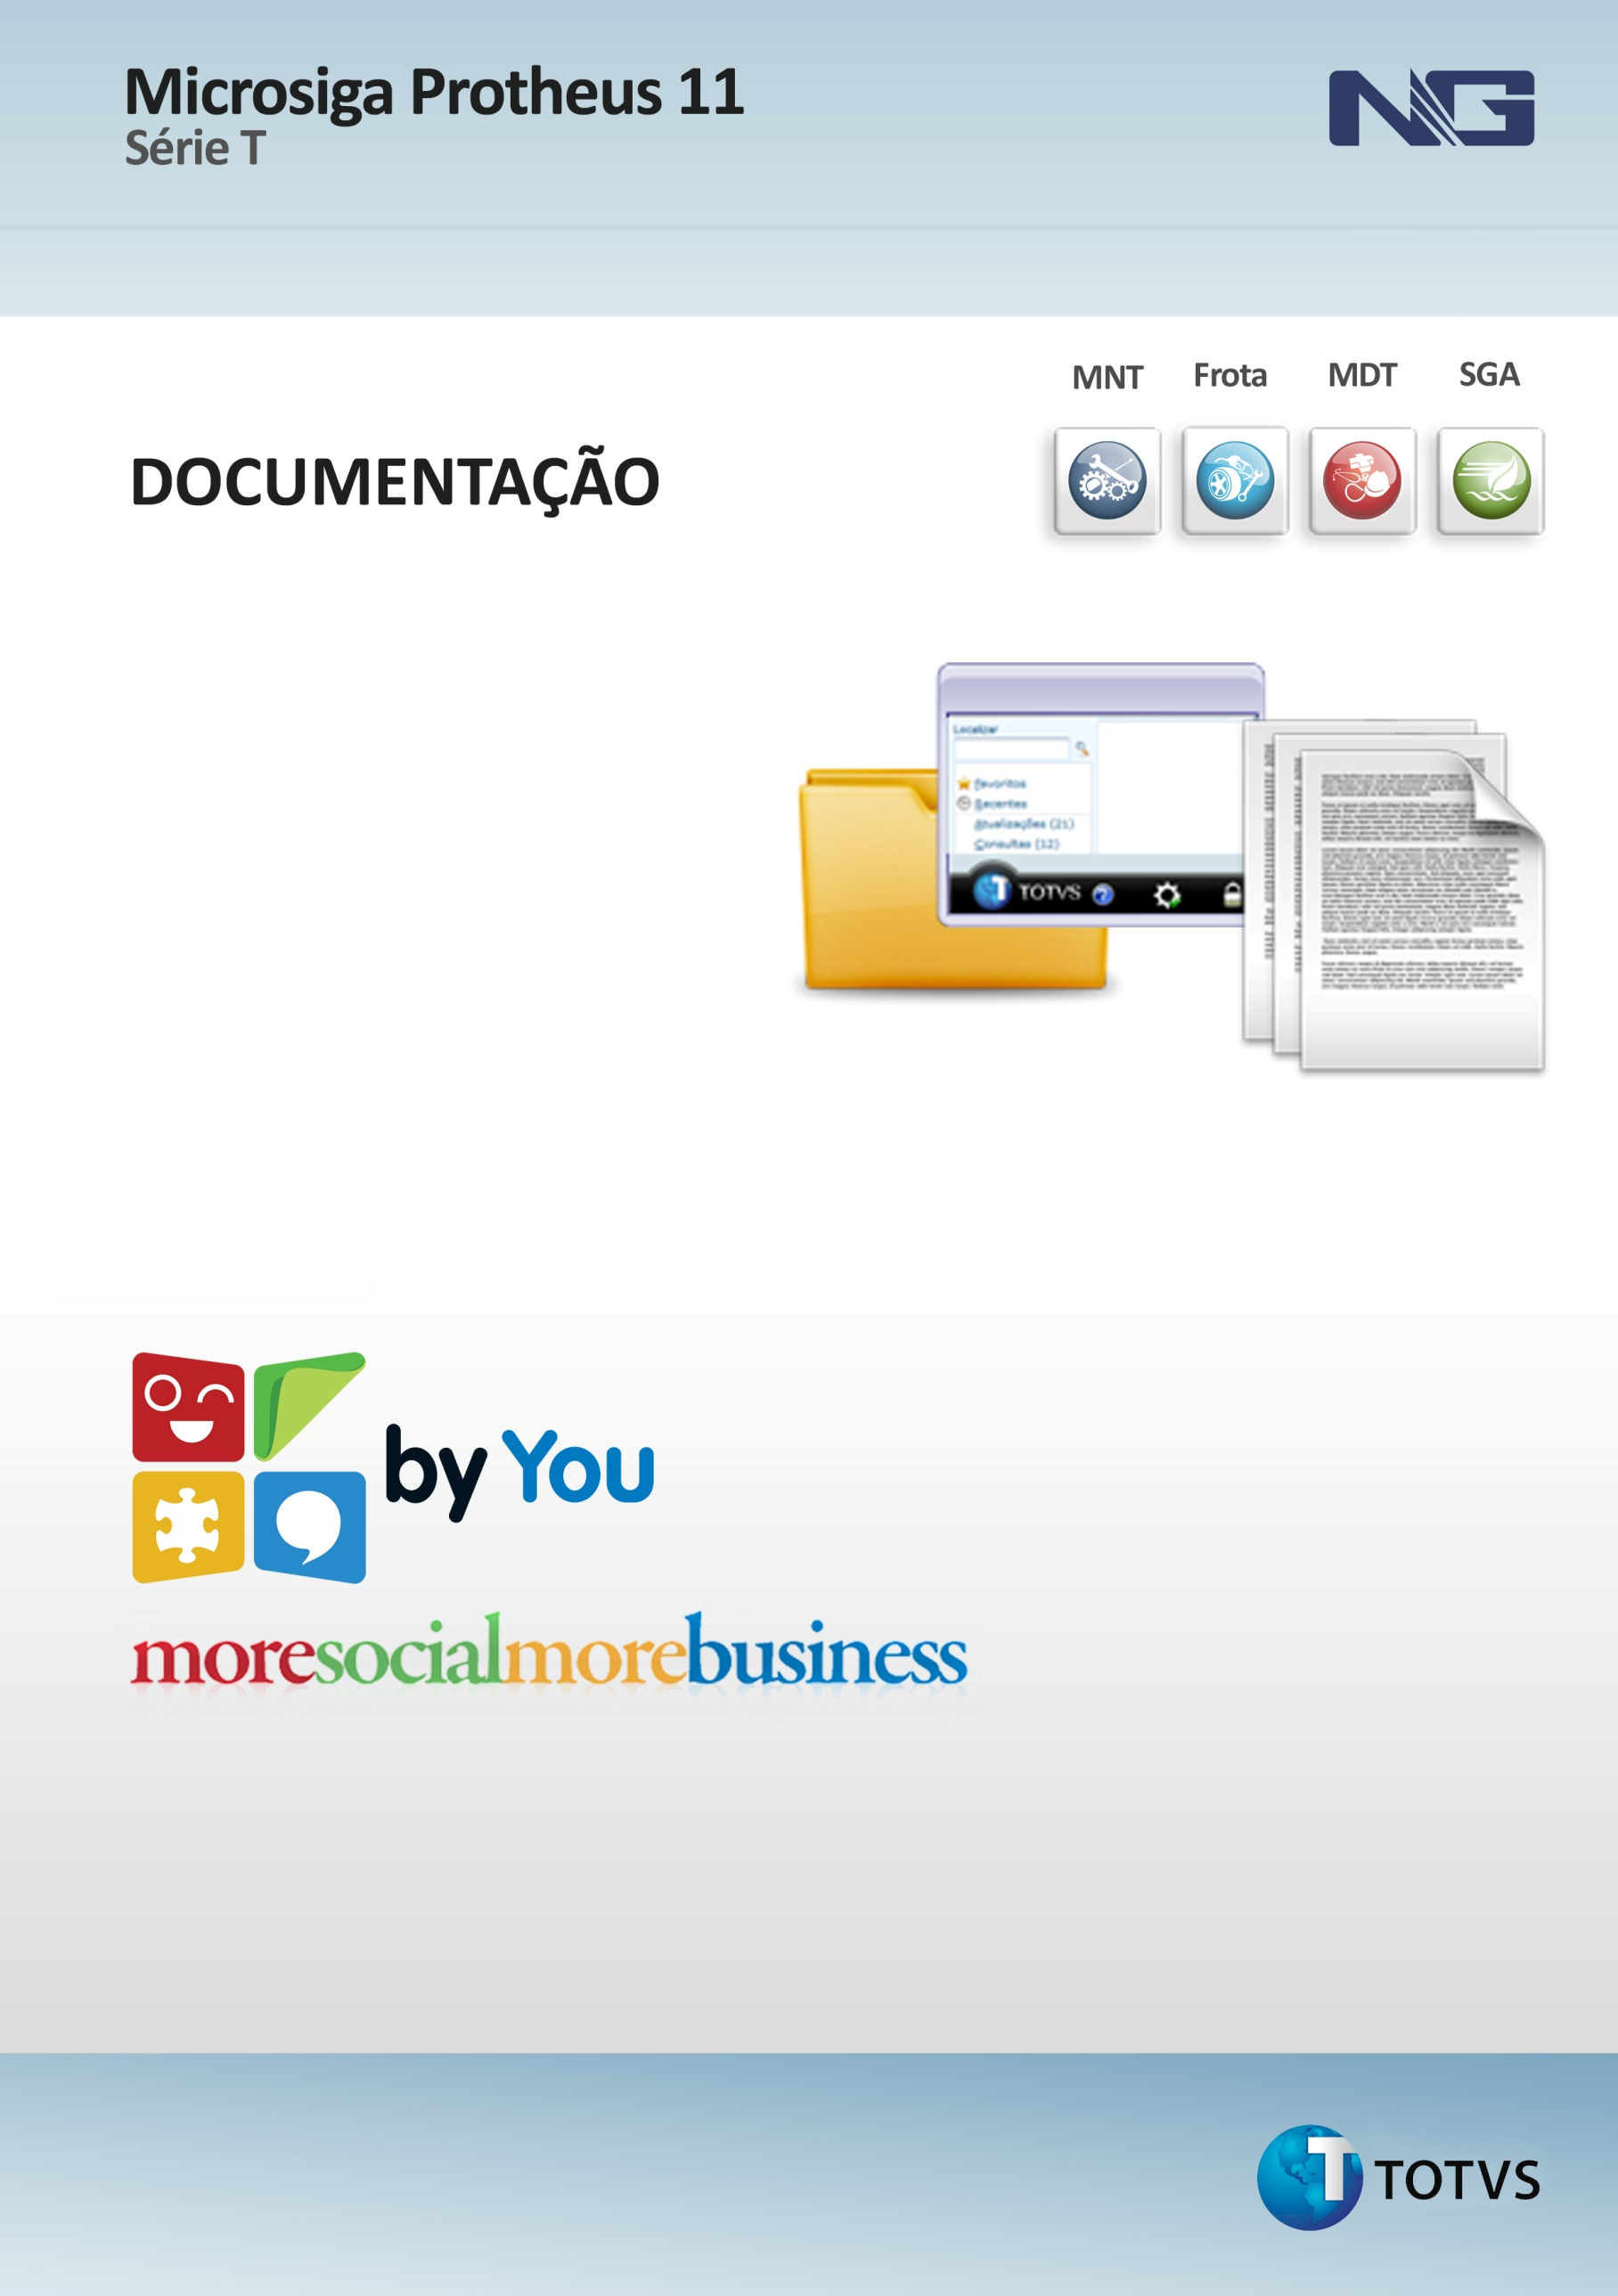 Microsiga Protheus 11
Série T
NG
MNT Frota MDT SGA
DOCUMENTAÇÃO
Localizar
Favoritos
Recentes
Atualizações (21)
Consultas (12)
TOTVS
by You
moresocialmorebusiness
TOTVS